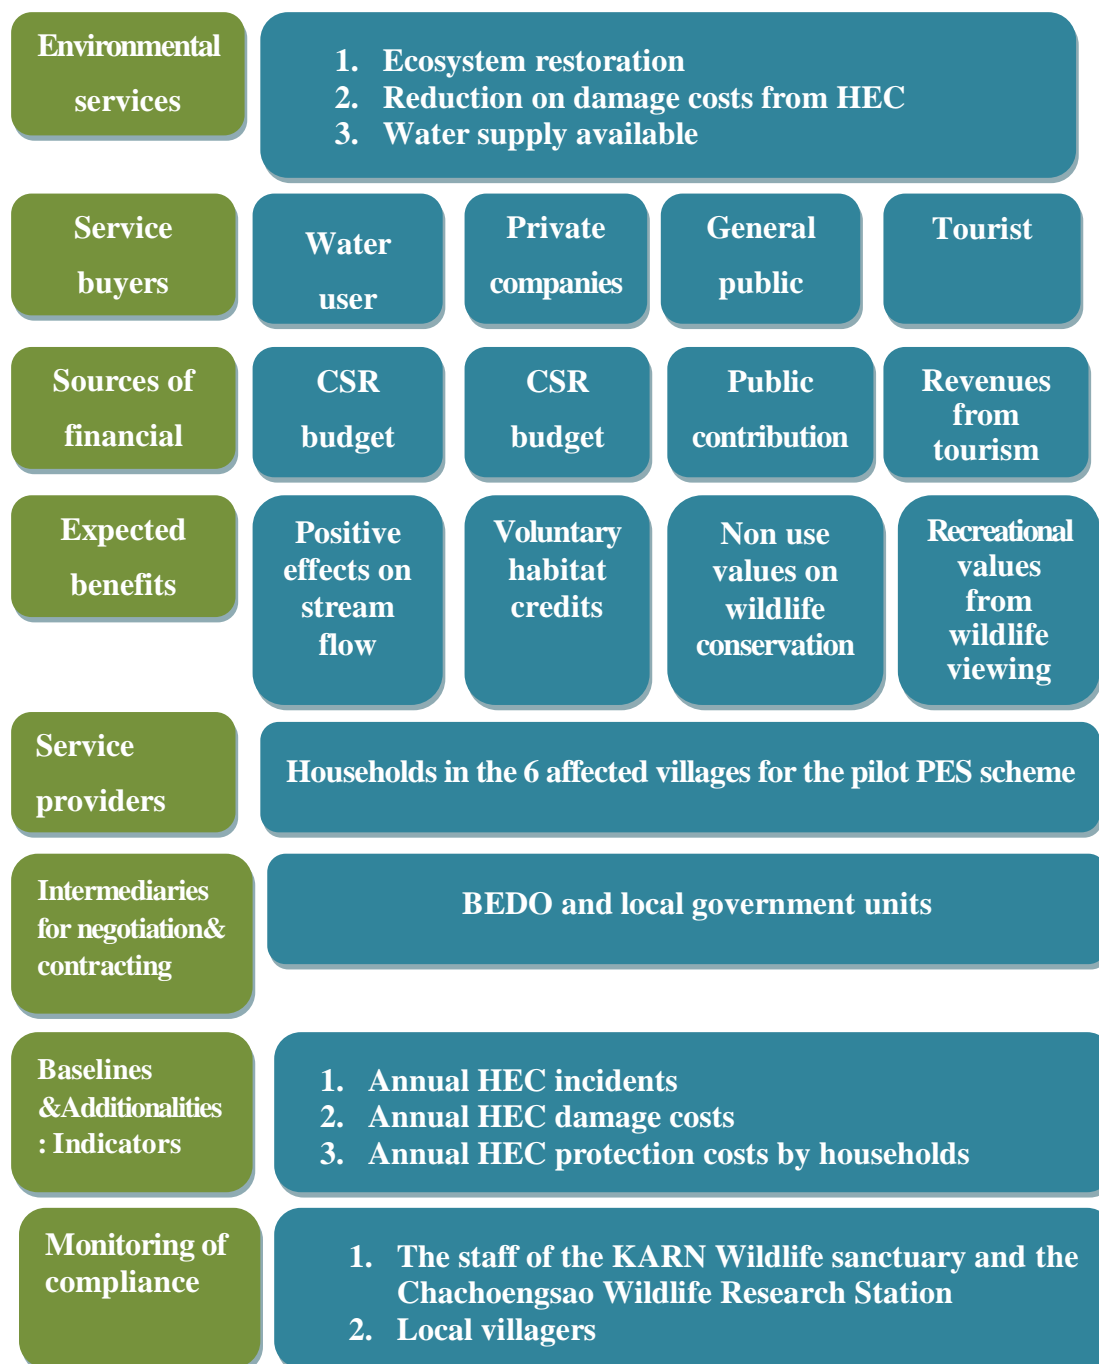 Environmental
services
1. Ecosystem restoration
2. Reduction on damage costs from HEC
3. Water supply available
Service
buyers
Water
user
Private
companies
General
public
Tourist
Sources of
financial
CSR
budget
CSR
budget
Public
contribution
Revenues
from
tourism
Expected
benefits
Positive
effects on
stream
flow
Voluntary
habitat
credits
Non use
values on
wildlife
conservation
Recreational
values
from
wildlife
viewing
Service
providers
Households in the 6 affected villages for the pilot PES scheme
Intermediaries
for negotiation&
contracting
BEDO and local government units
Baselines
&Additionalities
: Indicators
1. Annual HEC incidents
2. Annual HEC damage costs
3. Annual HEC protection costs by households
Monitoring of
compliance
1. The staff of the KARN Wildlife sanctuary and the
Chachoengsao Wildlife Research Station
2. Local villagers